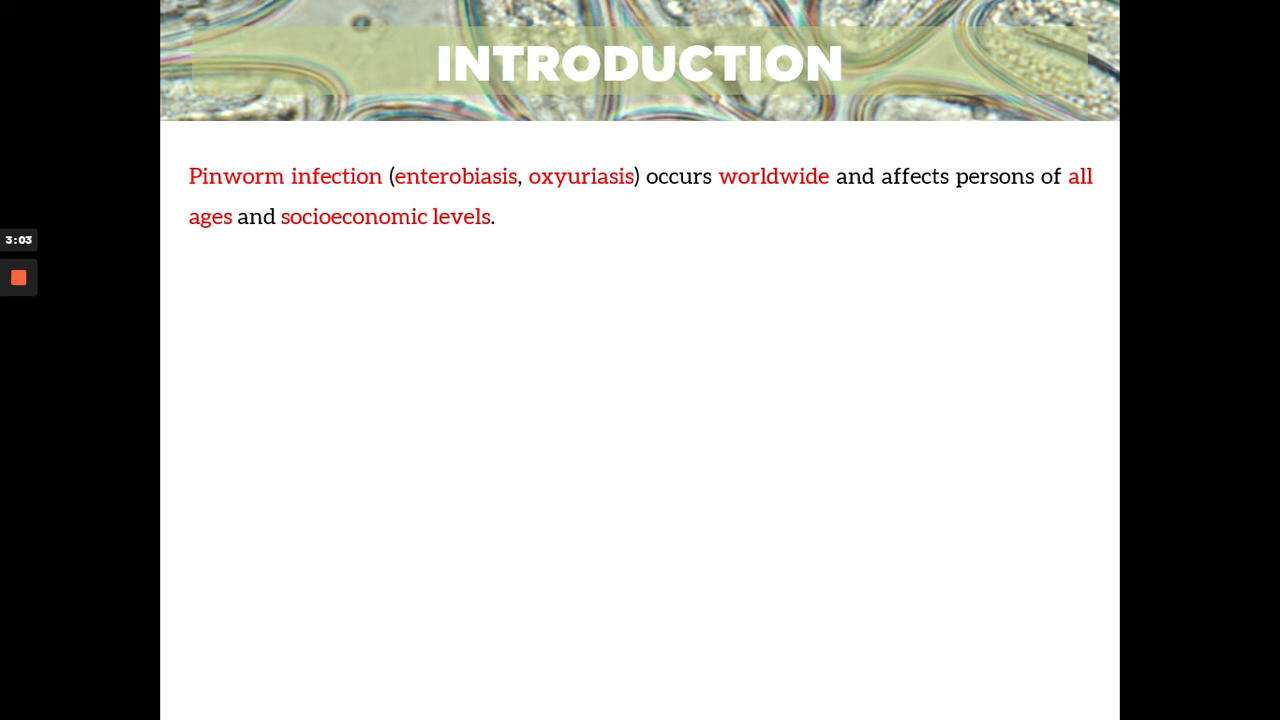 INTRODUCTION
Pinworm infection (enterobiasis, oxyuriasis) occurs worldwide and affects persons of all
ages and socioeconomic levels.
3:03